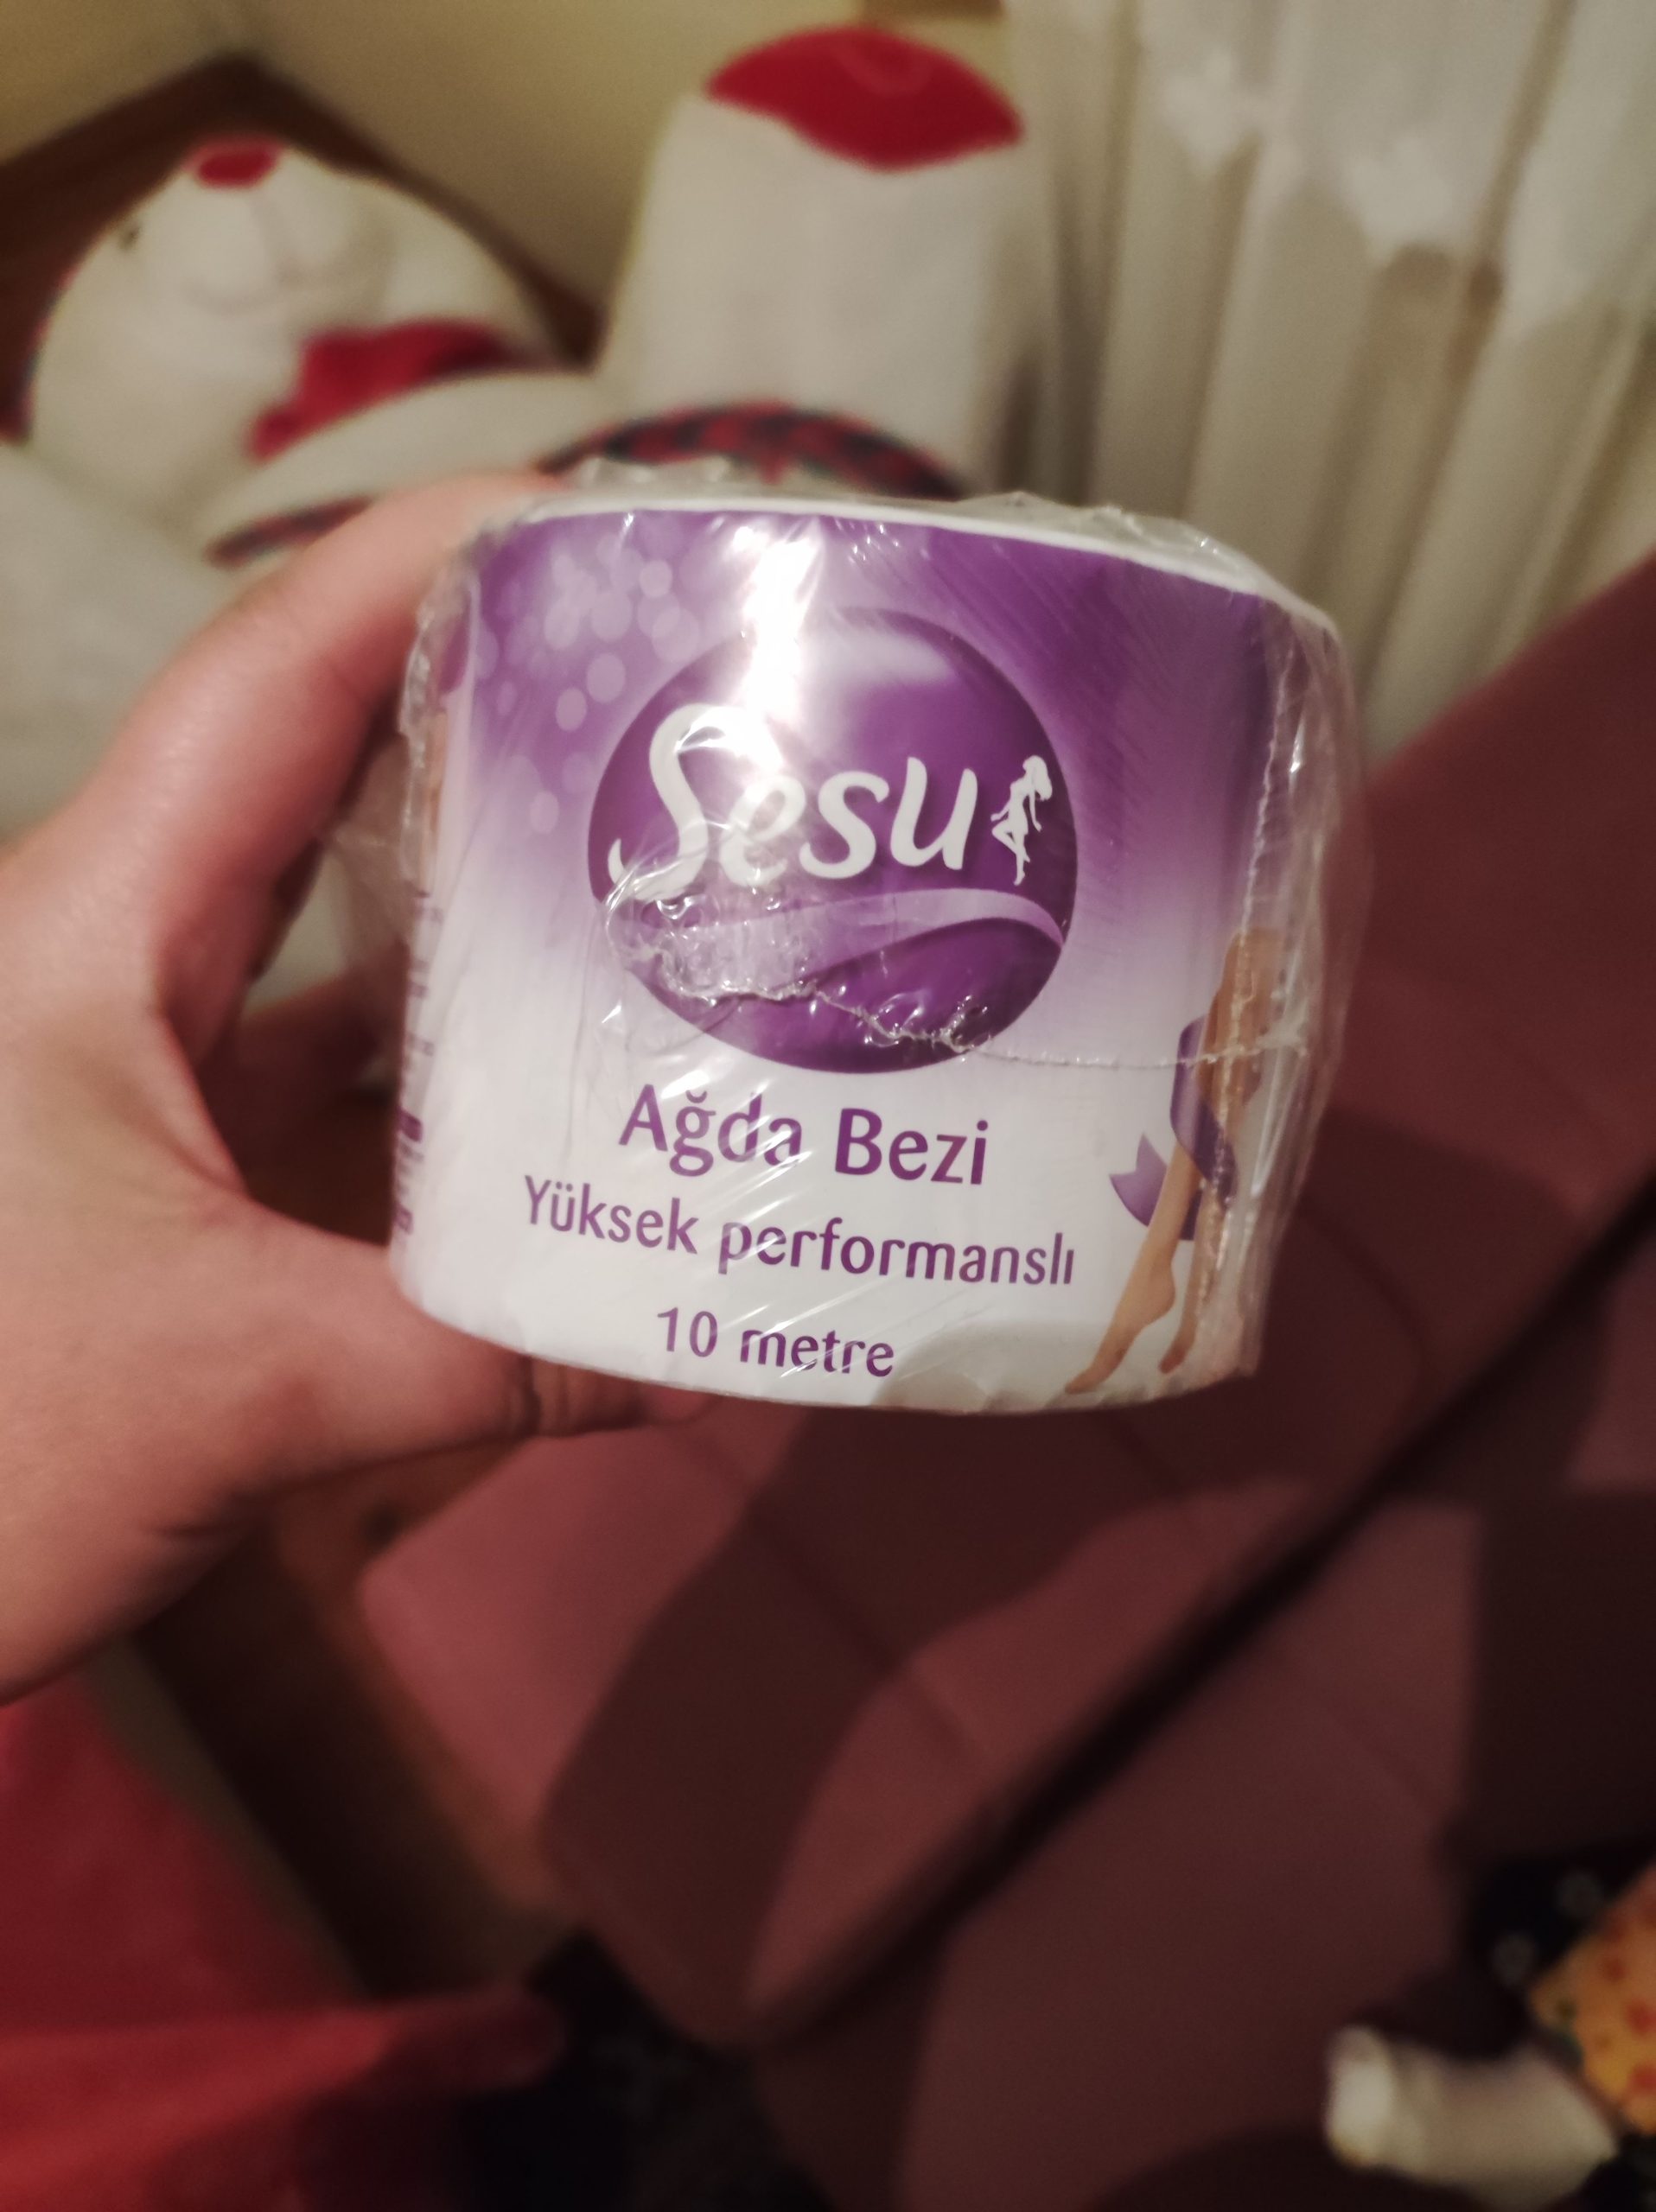 Sesu
Ağda Bezi
Yüksek performanslı
10 metre